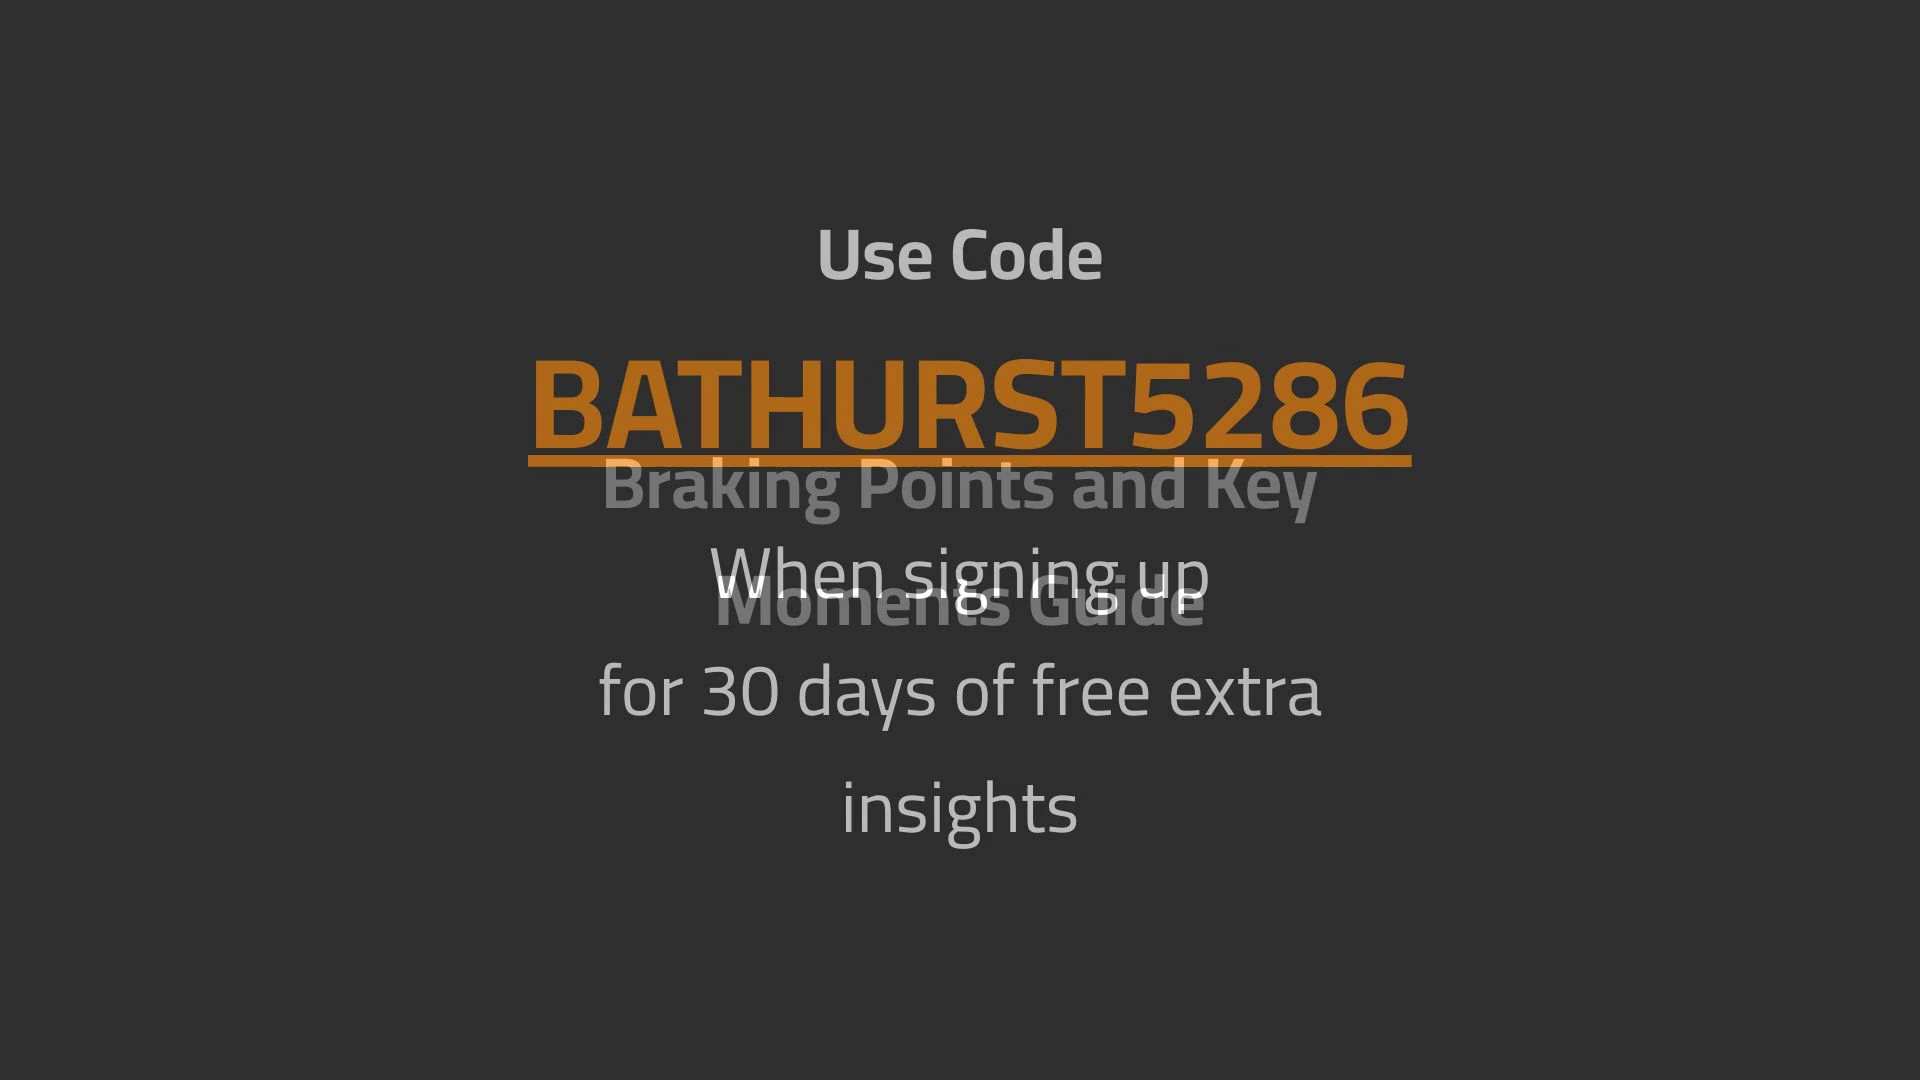 Use Code
BATHURST5286
Braking Points and Key
When signing up
Moments Guide
for 30 days of free extra
insights